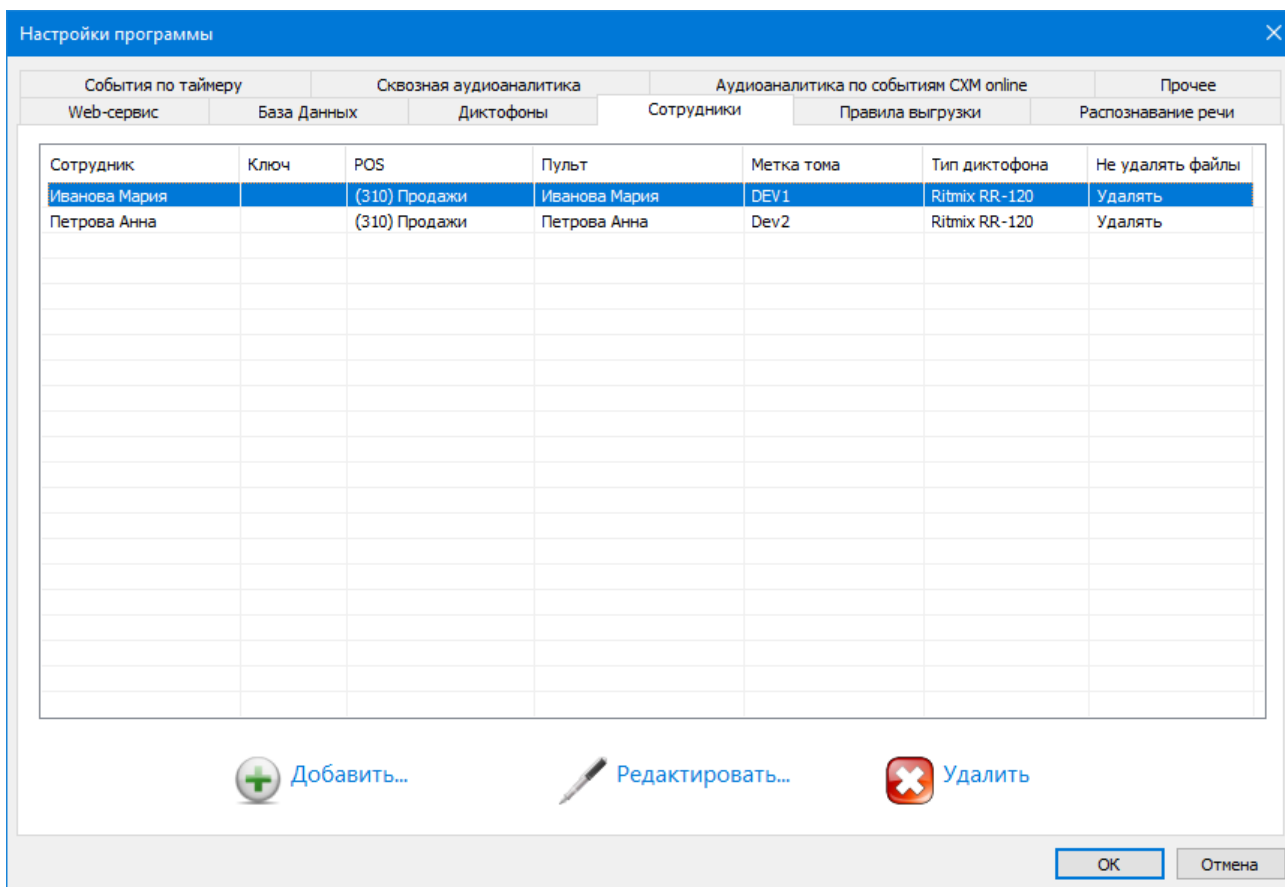 Настройки программы
События по таймеру Сквозная аудиоаналитика Аудиоаналитика по событиям CXM online Прочее
Web-сервис База Данных Диктофоны Сотрудники Правила выгрузки Распознавание речи
Сотрудник Ключ POS Пульт Метка тома Тип диктофона Не удалять файлы
Иванова Мария (310) Продажи Иванова Мария DEV1 Ritmix RR-120 Удалять
Петрова Анна (310) Продажи Петрова Анна Dev2 Ritmix RR-120 Удалять
Добавить... Редактировать... Удалить
OK Отмена